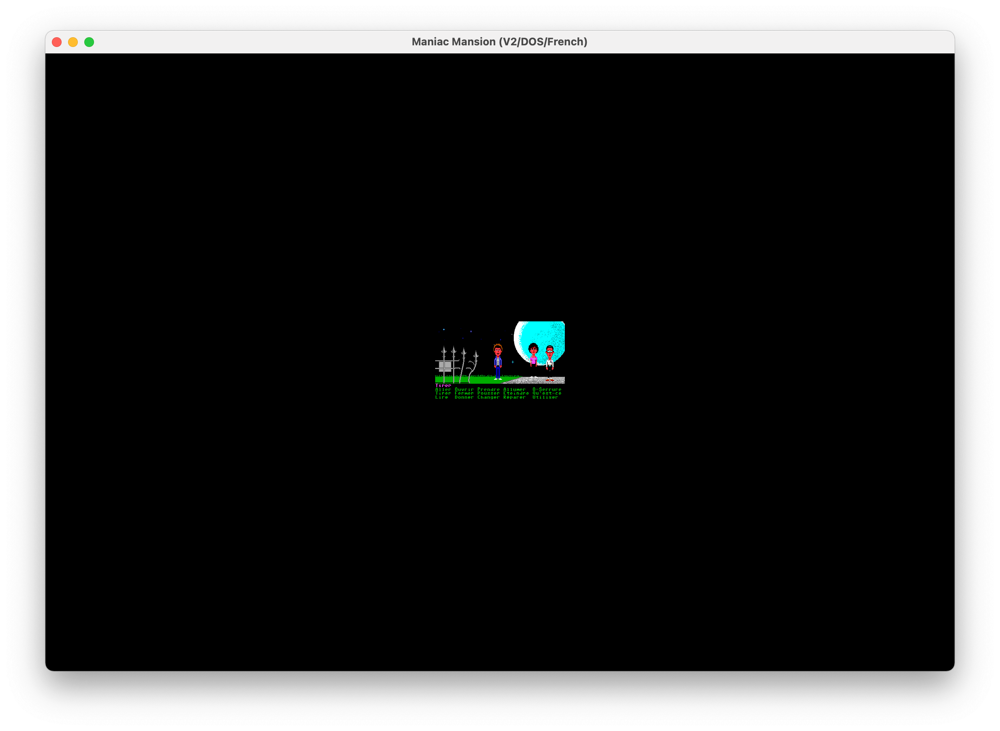 Maniac Mansion (V2/DOS/French)
Tirer
Aller Ouvrir Prendre Allumer O-Serrure
Tirer Fermer Pousser Eteindre Qu'est-ce
Lire Donner Changer Réparer Utiliser